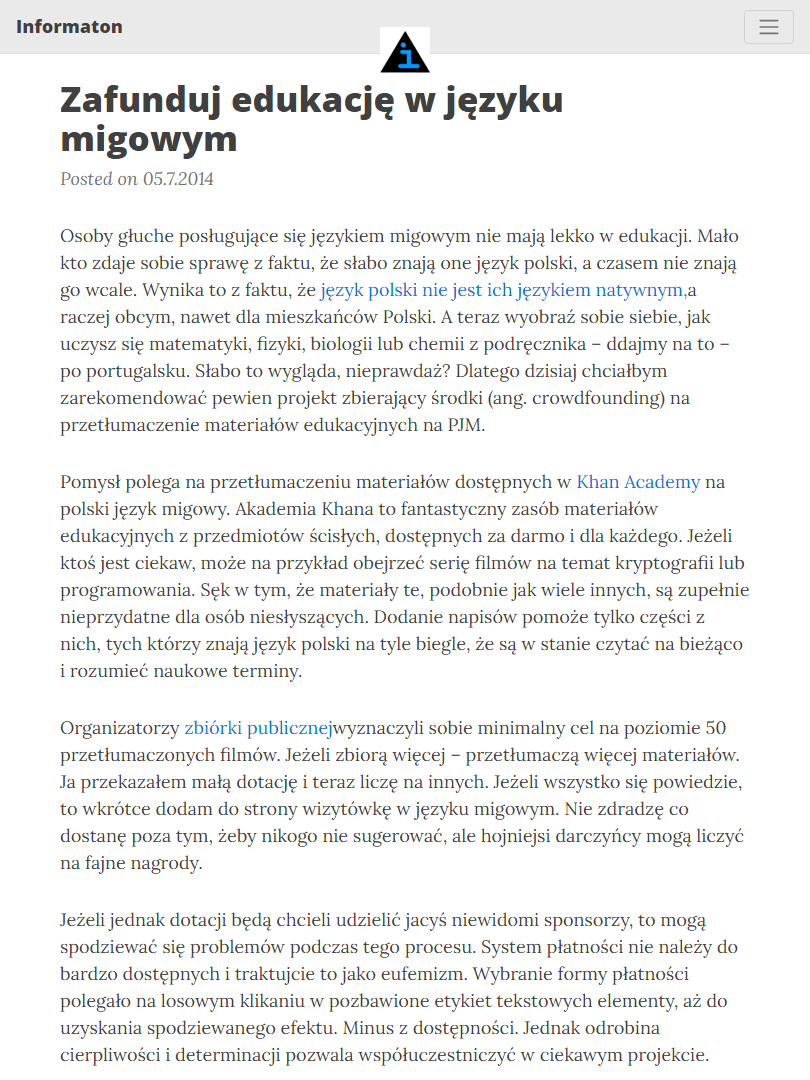 Informaton
Zafunduj edukację w języku
migowym
Posted on 05.7.2014
Osoby głuche posługujące się językiem migowym nie mają lekko w edukacji. Mało
kto zdaje sobie sprawę z faktu, że słabo znają one język polski, a czasem nie znają
go wcale. Wynika to z faktu, że język polski nie jest ich językiem natywnym,a
raczej obcym, nawet dla mieszkańców Polski. A teraz wyobraź sobie siebie, jak
uczysz się matematyki, fizyki, biologii lub chemii z podręcznika – ddajmy na to –
po portugalsku. Słabo to wygląda, nieprawdaż? Dlatego dzisiaj chciałbym
zarekomendować pewien projekt zbierający środki (ang. crowdfounding) na
przetłumaczenie materiałów edukacyjnych na PJM.
Pomysł polega na przetłumaczeniu materiałów dostępnych w Khan Academy na
polski język migowy. Akademia Khana to fantastyczny zasób materiałów
edukacyjnych z przedmiotów ścisłych, dostępnych za darmo i dla każdego. Jeżeli
ktoś jest ciekaw, może na przykład obejrzeć serię filmów na temat kryptografii lub
programowania. Sęk w tym, że materiały te, podobnie jak wiele innych, są zupełnie
nieprzydatne dla osób niesłyszących. Dodanie napisów pomoże tylko części z
nich, tych którzy znają język polski na tyle biegle, że są w stanie czytać na bieżąco
i rozumieć naukowe terminy.
Organizatorzy zbiórki publicznejwyznaczyli sobie minimalny cel na poziomie 50
przetłumaczonych filmów. Jeżeli zbiorą więcej – przetłumaczą więcej materiałów.
Ja przekazałem małą dotację i teraz liczę na innych. Jeżeli wszystko się powiedzie,
to wkrótce dodam do strony wizytówkę w języku migowym. Nie zdradzę co
dostanę poza tym, żeby nikogo nie sugerować, ale hojniejsi darczyńcy mogą liczyć
na fajne nagrody.
Jeżeli jednak dotacji będą chcieli udzielić jacyś niewidomi sponsorzy, to mogą
spodziewać się problemów podczas tego procesu. System płatności nie należy do
bardzo dostępnych i traktujcie to jako eufemizm. Wybranie formy płatności
polegało na losowym klikaniu w pozbawione etykiet tekstowych elementy, aż do
uzyskania spodziewanego efektu. Minus z dostępności. Jednak odrobina
cierpliwości i determinacji pozwala współuczestniczyć w ciekawym projekcie.